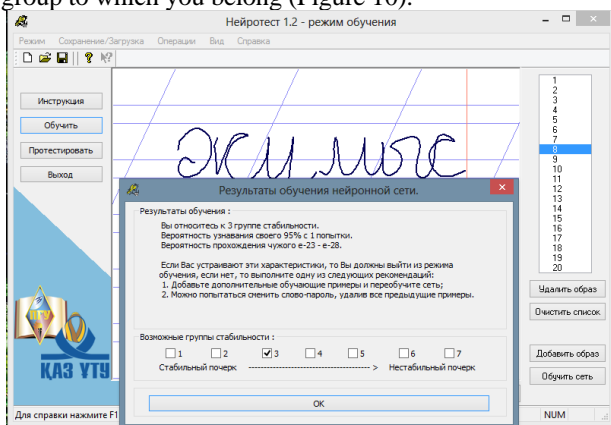 group to which you belong (Figure 16).
Нейротест 1.2 - режим обучения
Режим Сохранение/Загрузка Операции Вид Справка
Инструкция
Обучить
Протестировать
Выход
ПГУ
ҚАЗ ҰТУ
1
2
3
4
5
6
7
8
9
10
11
12
13
14
15
16
17
18
19
20
Удалить образ
Очистить список
Добавить образ
Обучить сеть
Результаты обучения нейронной сети.
Результаты обучения :
Вы относитесь к 3 группе стабильности.
Вероятность узнавания своего 95% с 1 попытки.
Вероятность прохождения чужого e-23 - e-28.
Если Вас устраивают эти характеристики, то Вы должны выйти из режима
обучения, если нет, то выполните одну из следующих рекомендаций:
1. Добавьте дополнительные обучающие примеры и переобучите сеть;
2. Можно попытаться сменить слово-пароль, удалив все предыдущие примеры.
Возможные группы стабильности :
1 2 3 4 5 6 7
Стабильный почерк ----------------------------------------- > Нестабильный почерк
OK
Для справки нажмите F1
NUM